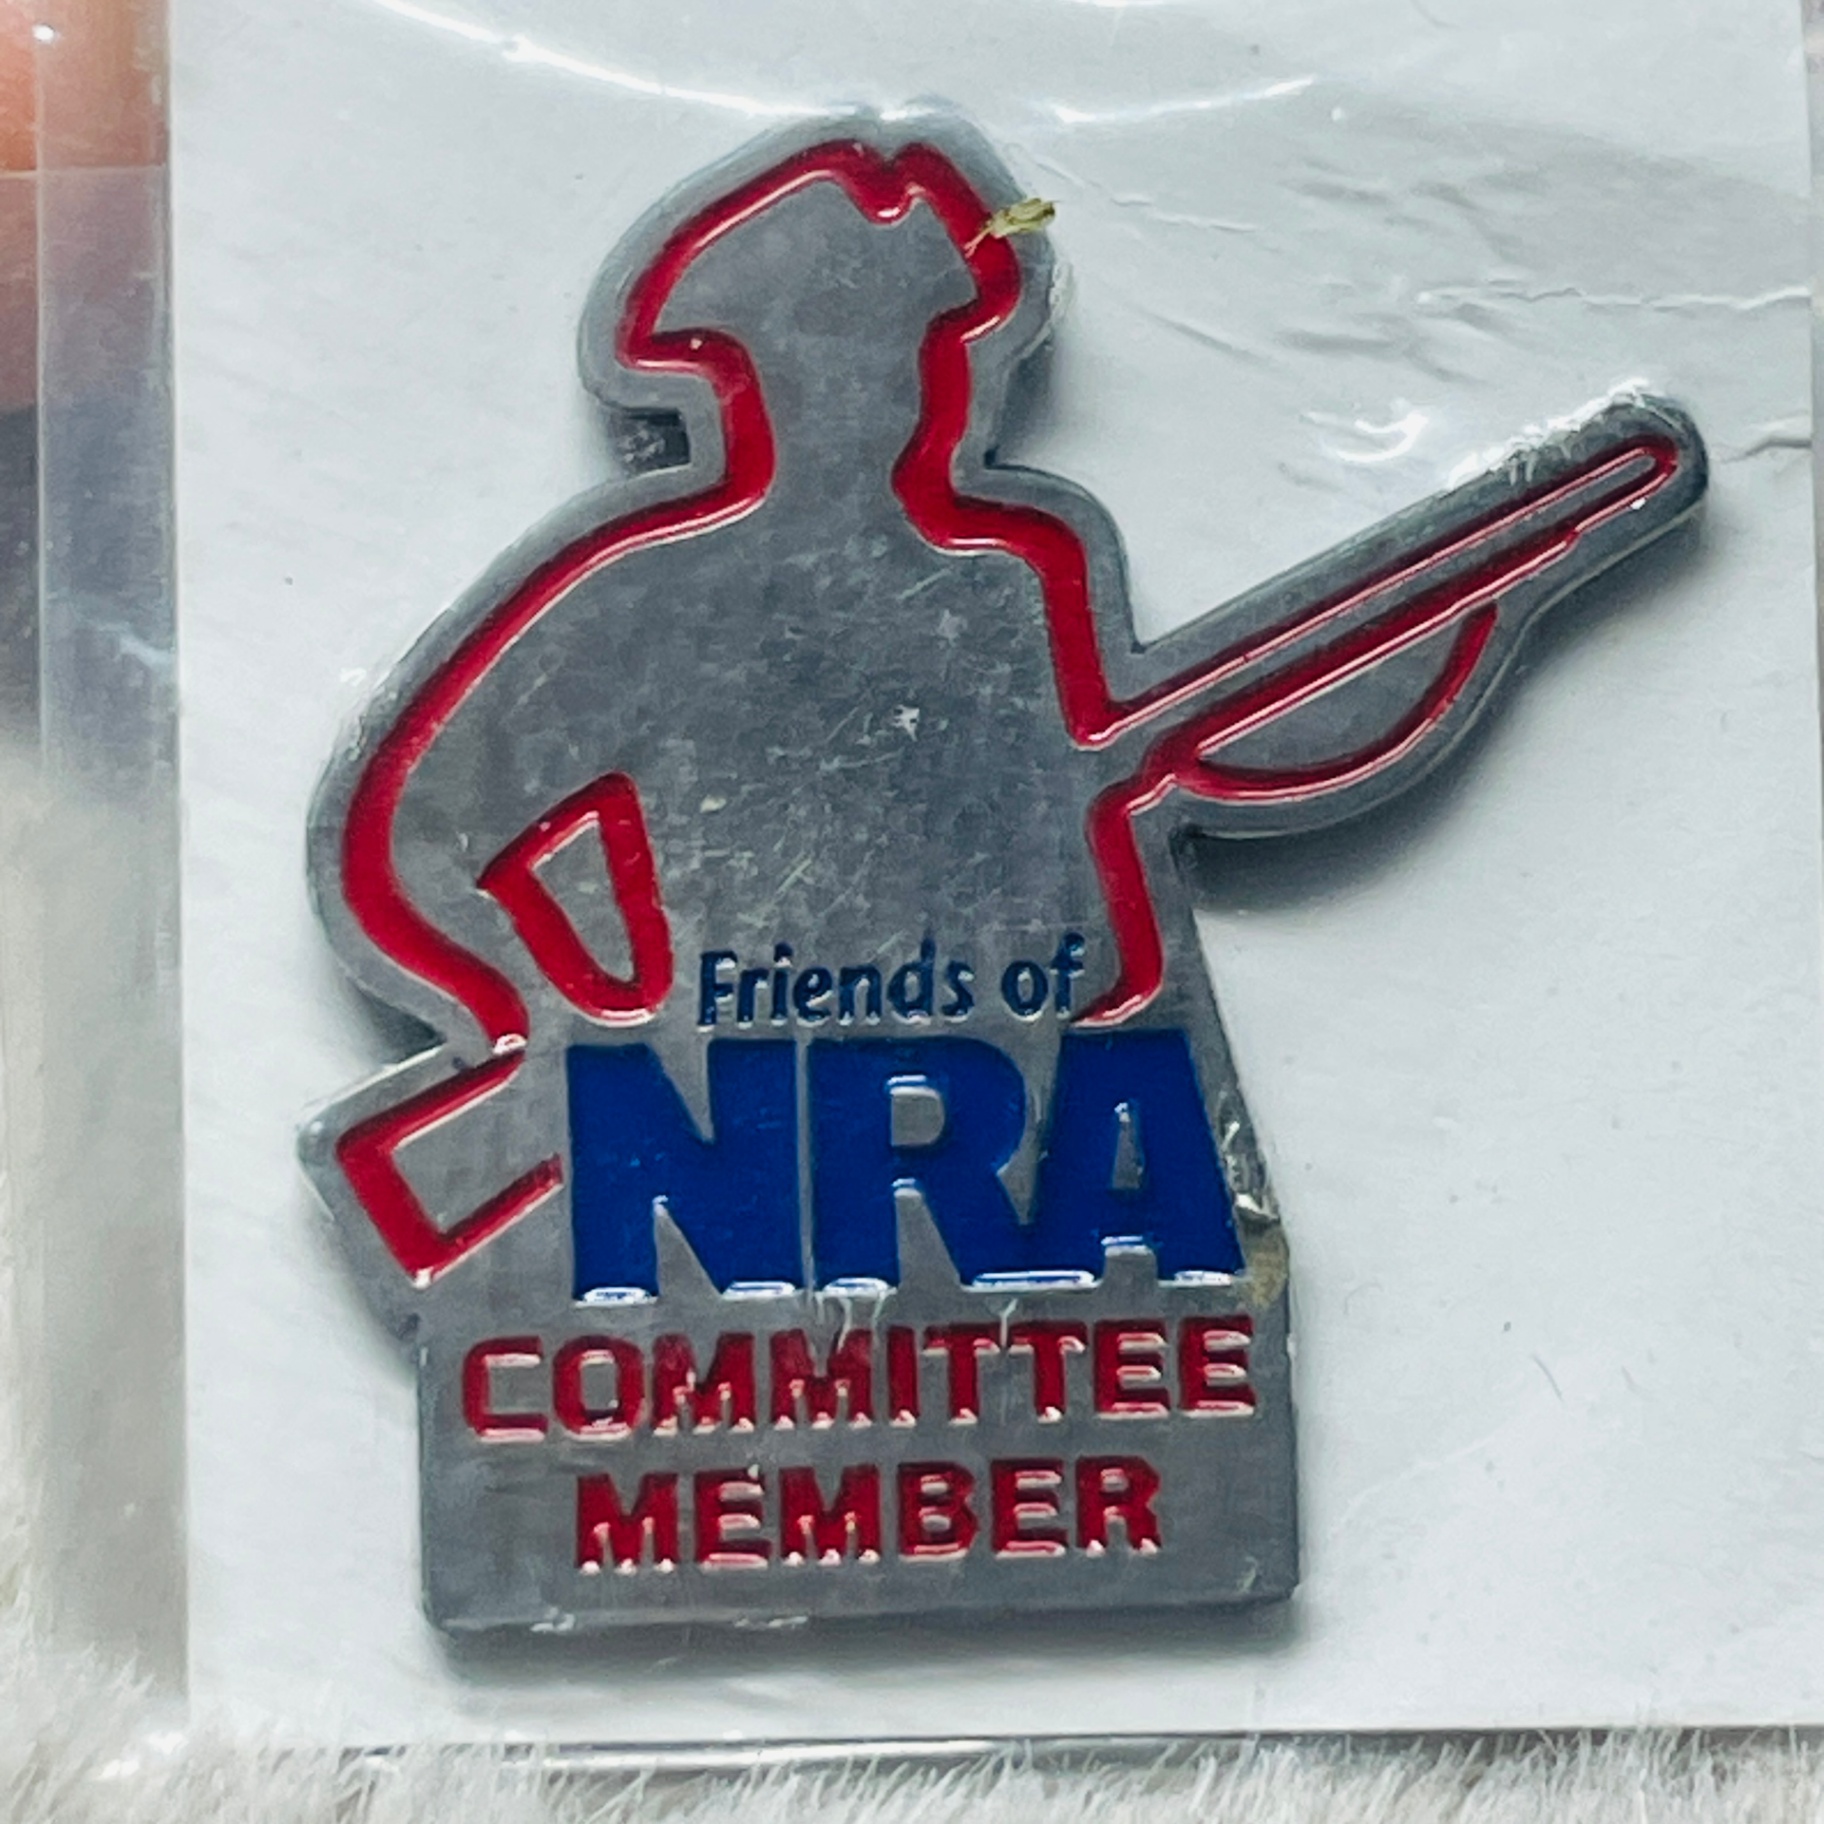 Friends of
NRA
COMMITTEE
MEMBER